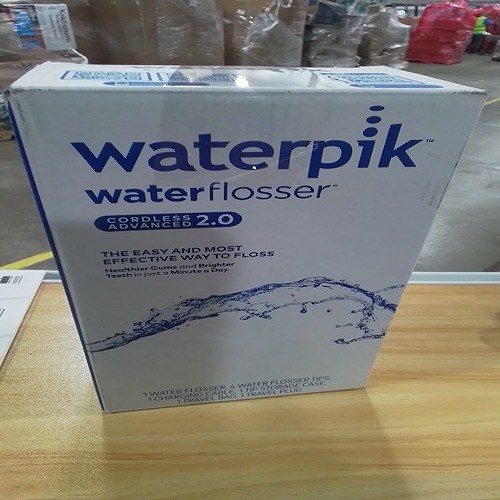 waterpik™
waterflosser™
CORDLESS
ADVANCED 2.0
THE EASY AND MOST
EFFECTIVE WAY TO FLOSS
Healthier Gums and Brighter
Teeth in just a Minute a Day
1 WATER FLOSSER, 4 WATER FLOSSER TIPS,
1 CHARGING CABLE, 1 TIP STORAGE CASE,
1 TRAVEL BAG, 1 TRAVEL PLUG